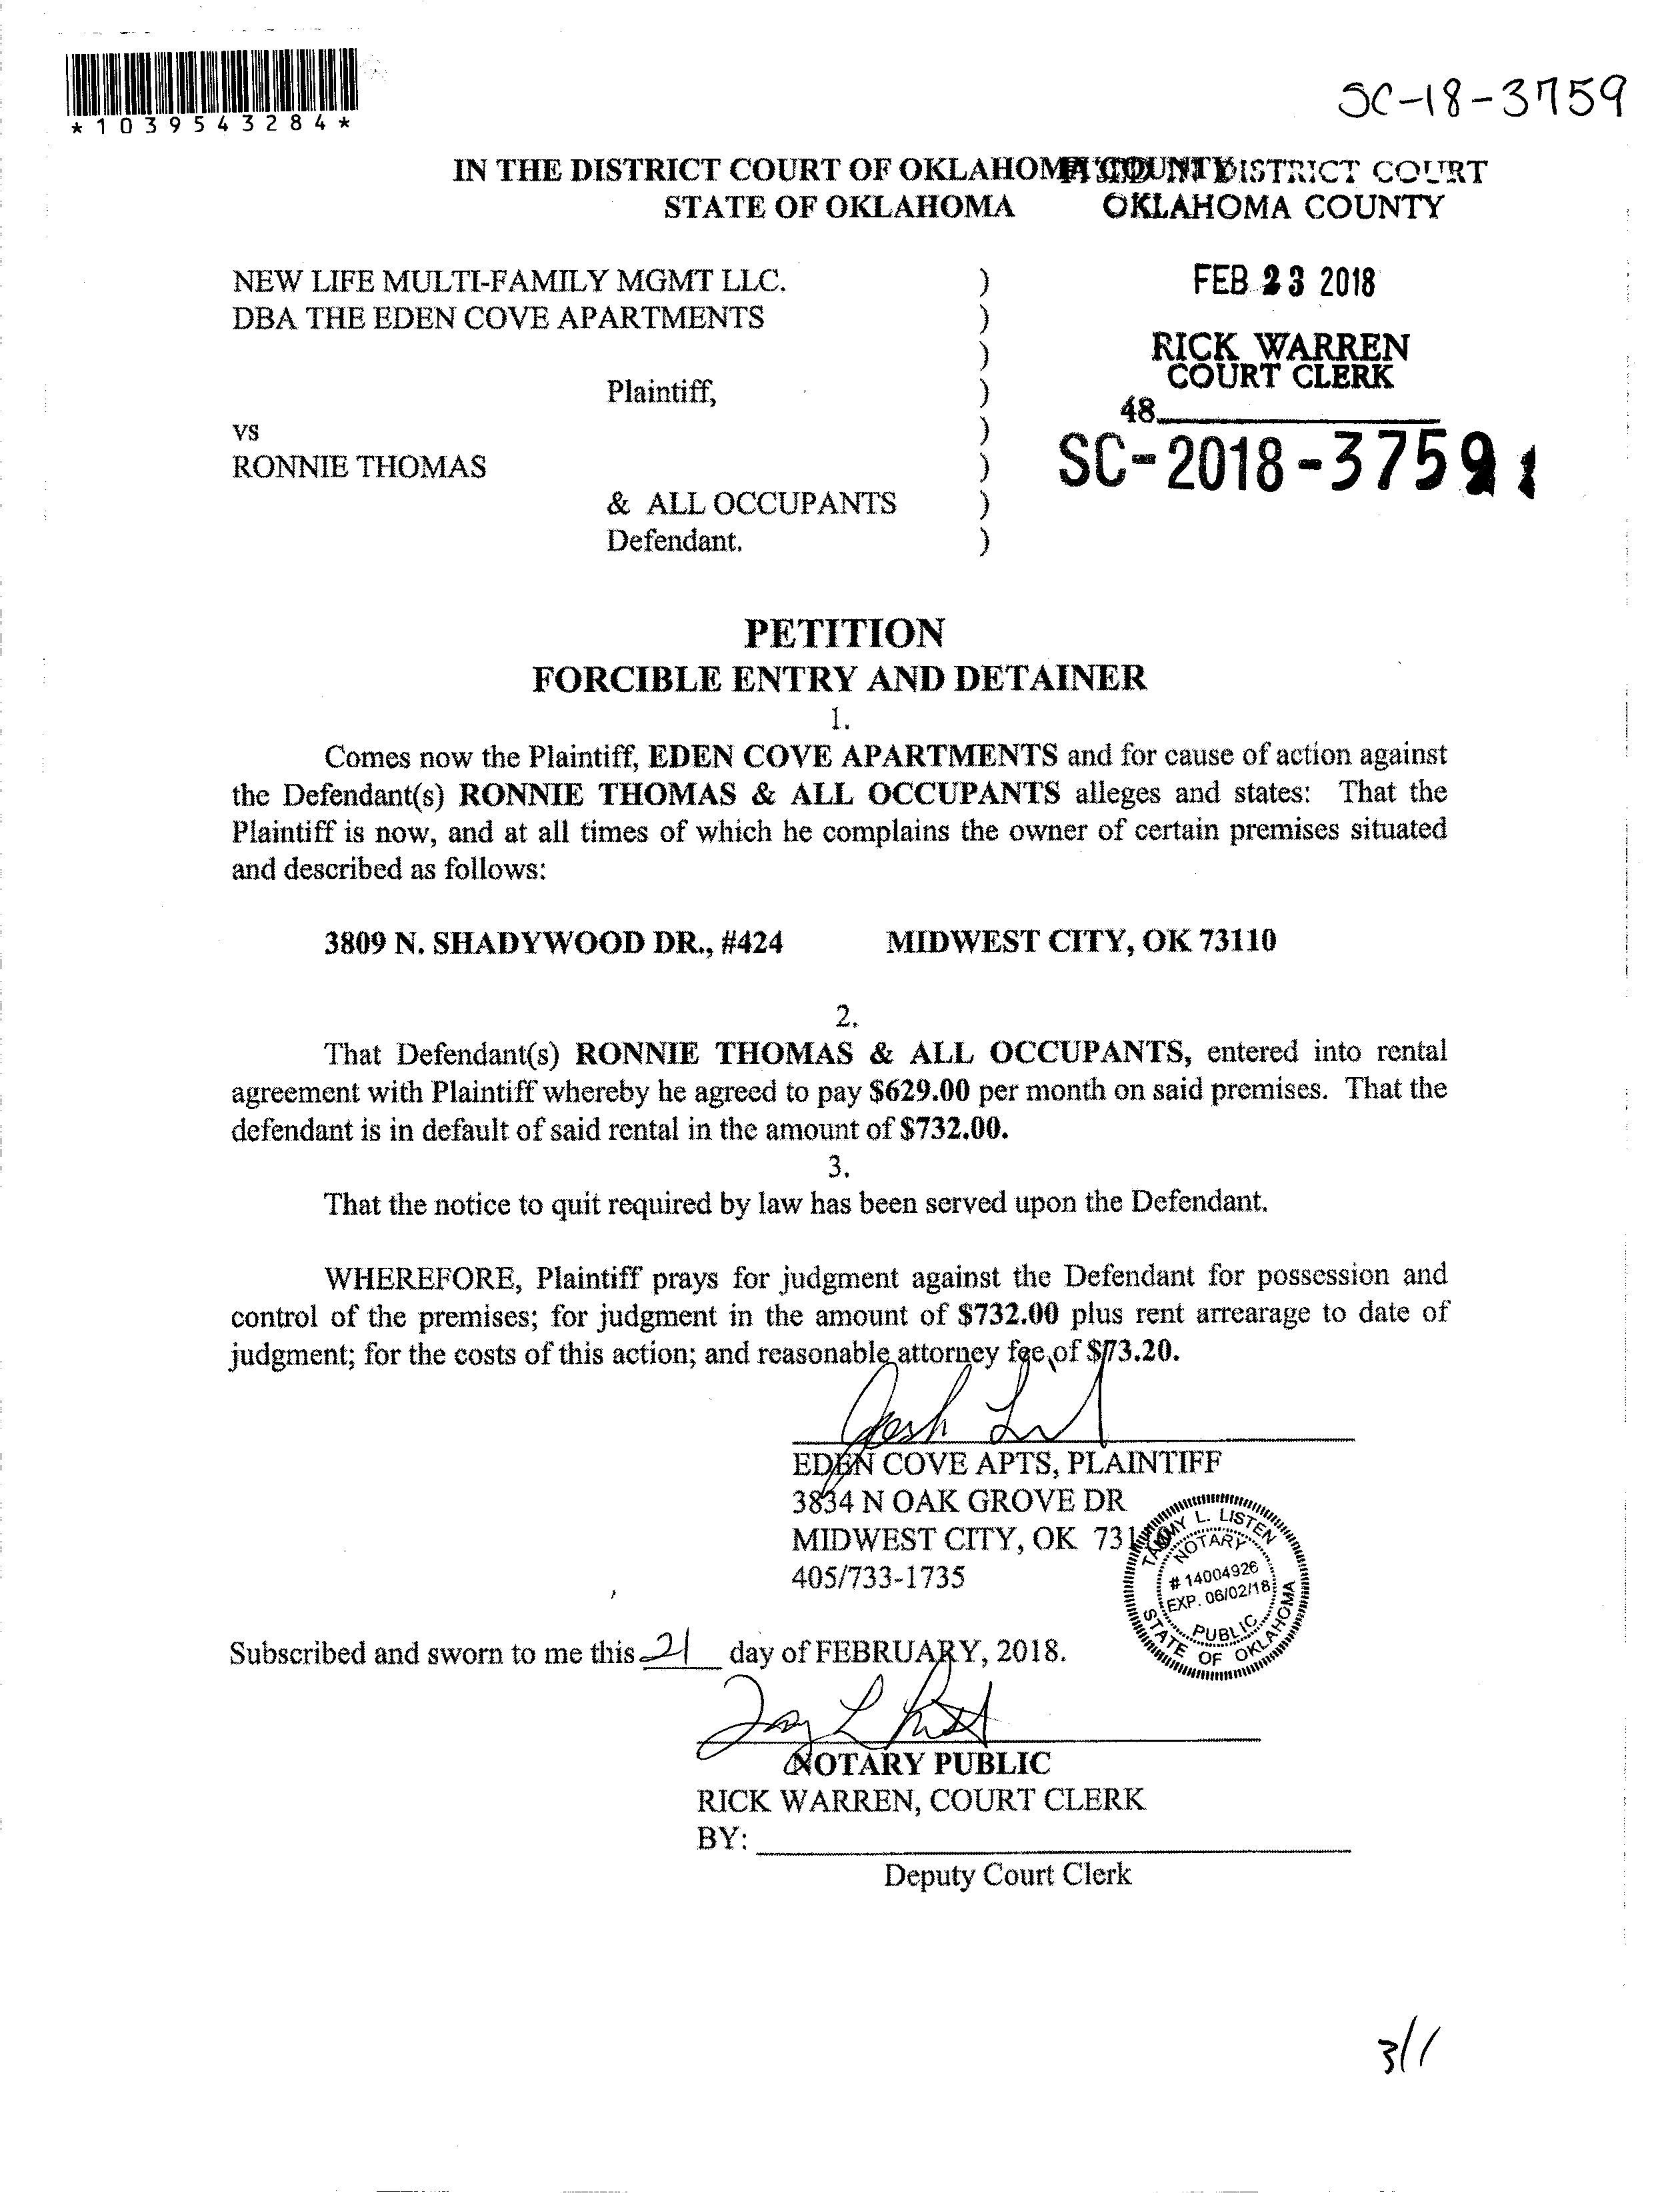 *1039543284*
SC-18-3759
IN THE DISTRICT COURT OF OKLAHOMA COUNTY DISTRICT COURT
STATE OF OKLAHOMA OKLAHOMA COUNTY
NEW LIFE MULTI-FAMILY MGMT LLC. )
DBA THE EDEN COVE APARTMENTS )
)
Plaintiff, )
vs )
RONNIE THOMAS )
& ALL OCCUPANTS )
Defendant. )
FEB 23 2018
RICK WARREN
COURT CLERK
48
SC-2018-3759
PETITION
FORCIBLE ENTRY AND DETAINER
1.
Comes now the Plaintiff, EDEN COVE APARTMENTS and for cause of action against
the Defendant(s) RONNIE THOMAS & ALL OCCUPANTS alleges and states: That the
Plaintiff is now, and at all times of which he complains the owner of certain premises situated
and described as follows:
3809 N. SHADYWOOD DR., #424 MIDWEST CITY, OK 73110
2.
That Defendant(s) RONNIE THOMAS & ALL OCCUPANTS, entered into rental
agreement with Plaintiff whereby he agreed to pay $629.00 per month on said premises. That the
defendant is in default of said rental in the amount of $732.00.
3.
That the notice to quit required by law has been served upon the Defendant.
WHEREFORE, Plaintiff prays for judgment against the Defendant for possession and
control of the premises; for judgment in the amount of $732.00 plus rent arrearage to date of
judgment; for the costs of this action; and reasonable attorney fee of $73.20.
EDEN COVE APTS, PLAINTIFF
3834 N OAK GROVE DR
MIDWEST CITY, OK 73110
405/733-1735
TAMMY L. LISTEN
NOTARY
# 14004926
EXP. 06/02/18
PUBLIC
STATE OF OKLAHOMA
Subscribed and sworn to me this 21 day of FEBRUARY, 2018.
NOTARY PUBLIC
RICK WARREN, COURT CLERK
BY:
Deputy Court Clerk
3/1